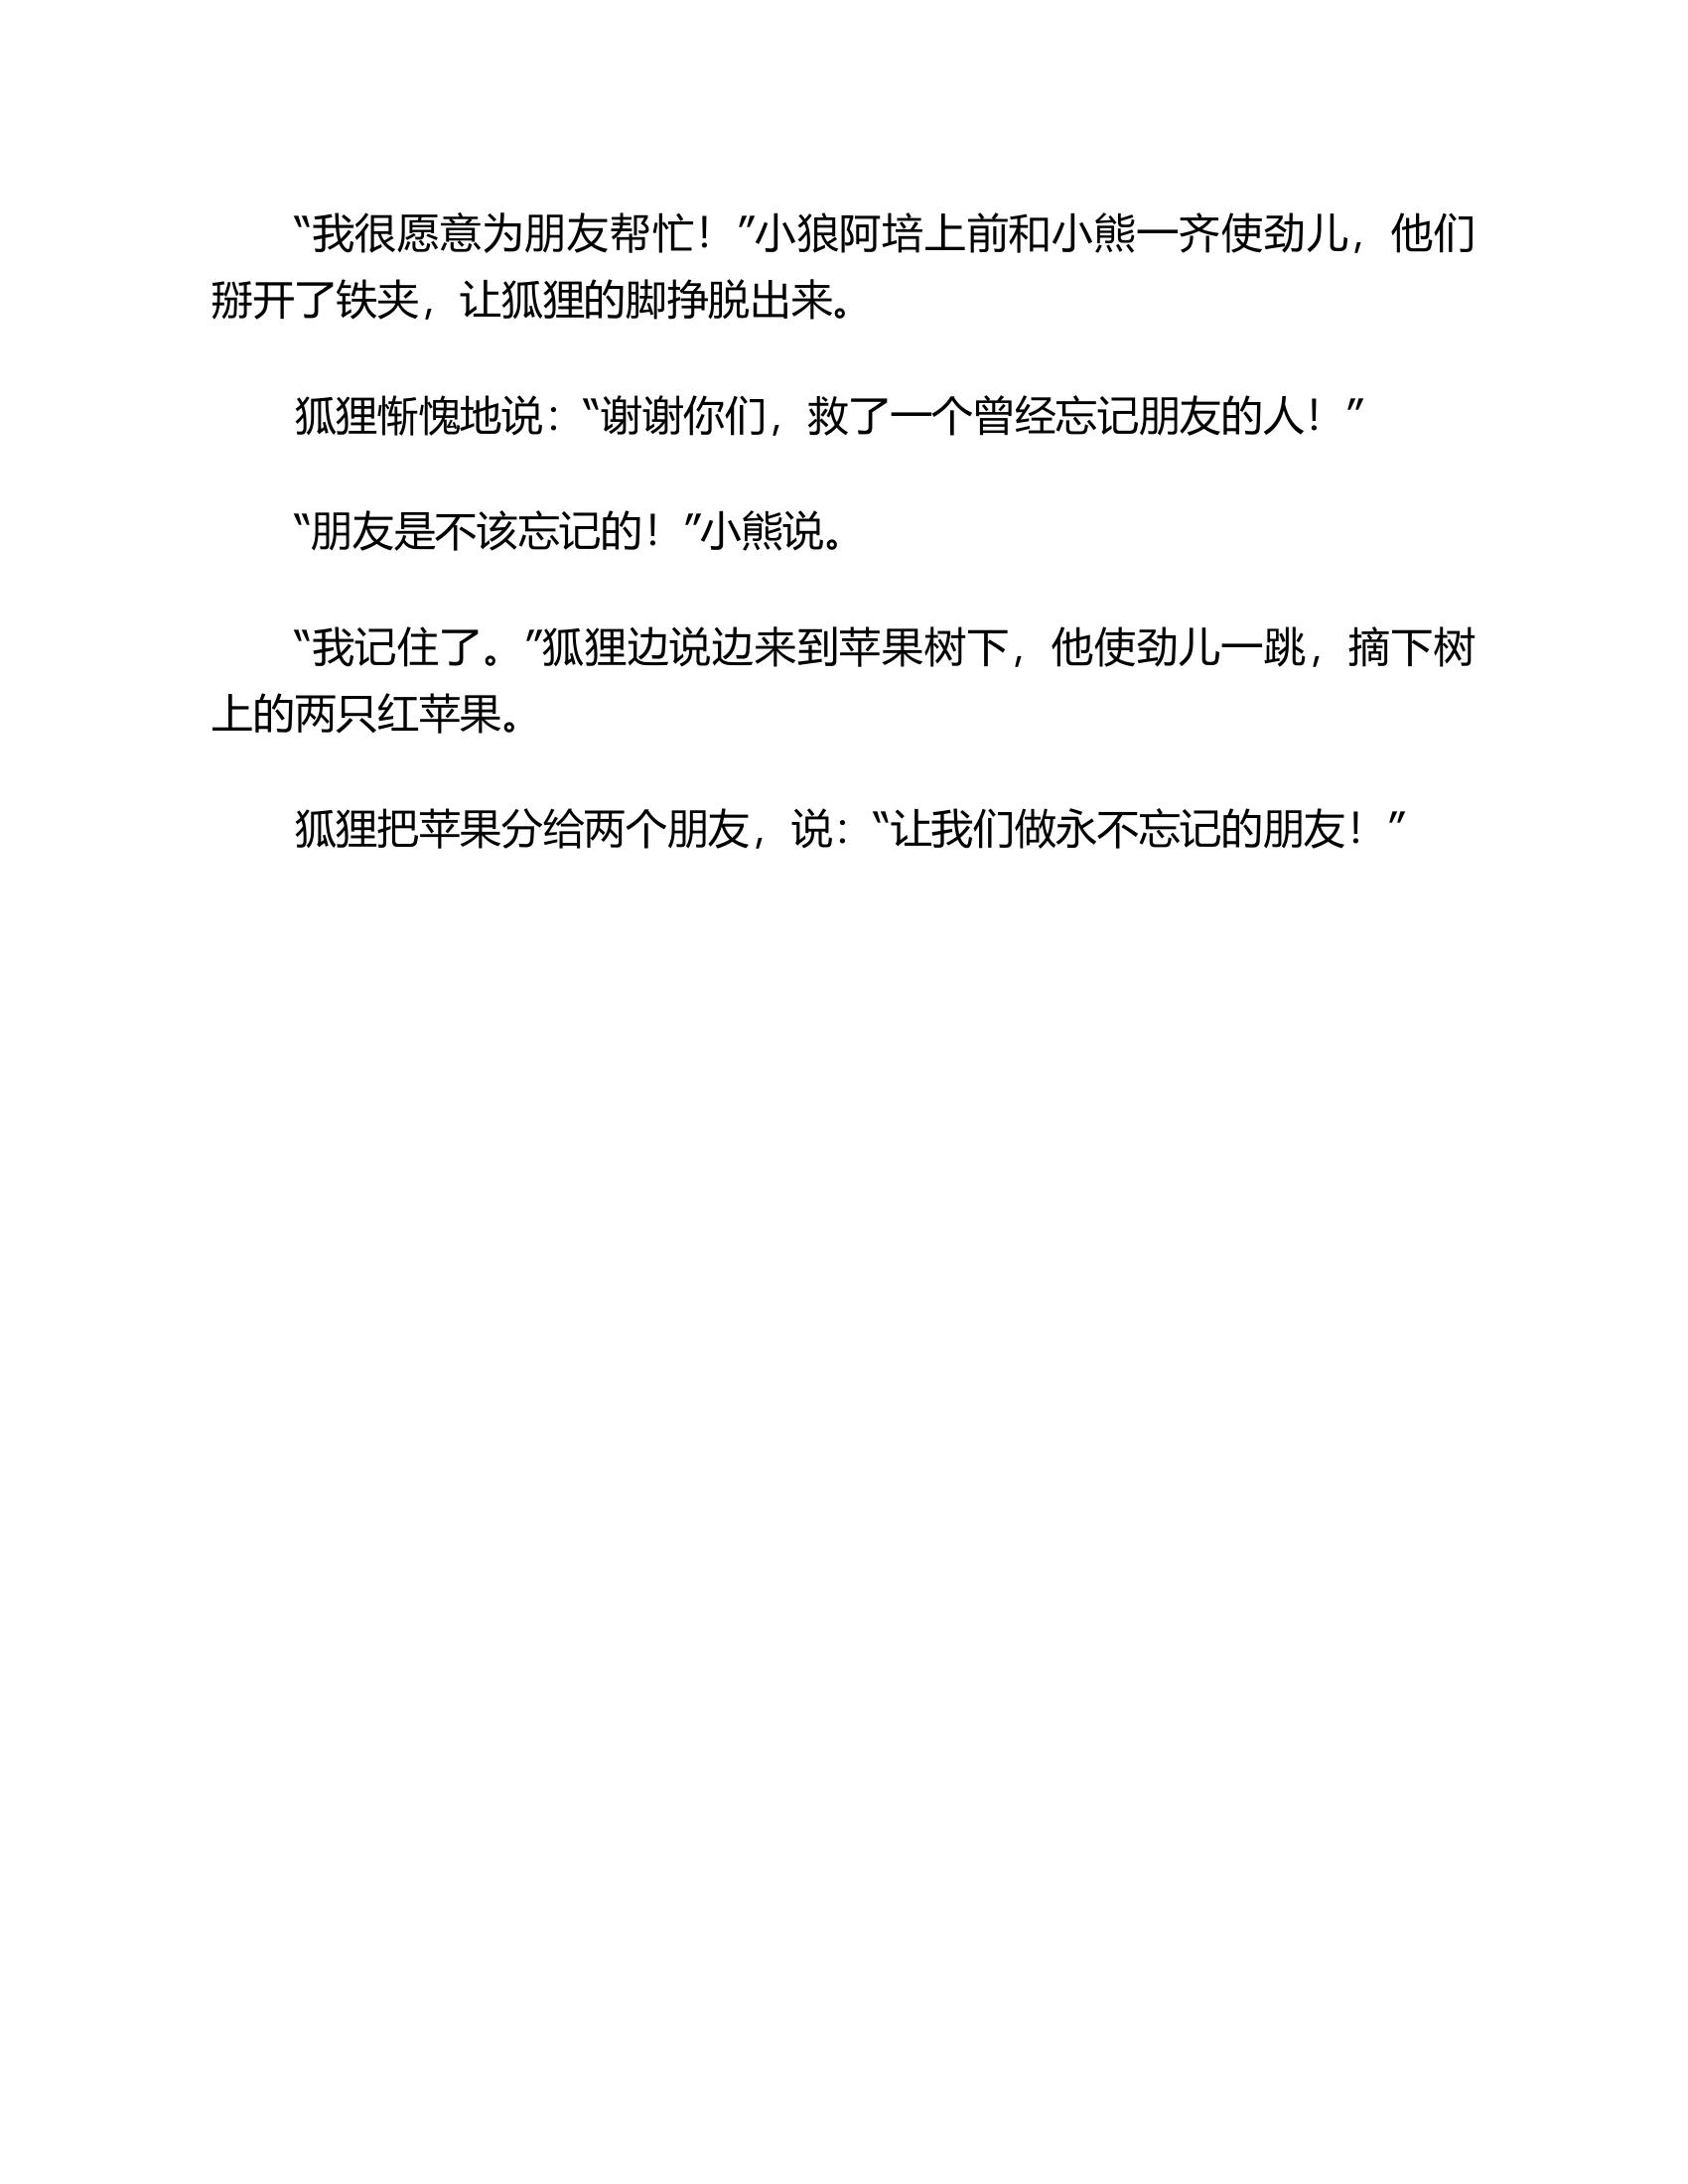 “我很愿意为朋友帮忙！”小狼阿培上前和小熊一齐使劲儿，他们
掰开了铁夹，让狐狸的脚挣脱出来。
狐狸惭愧地说：“谢谢你们，救了一个曾经忘记朋友的人！”
“朋友是不该忘记的！”小熊说。
“我记住了。”狐狸边说边来到苹果树下，他使劲儿一跳，摘下树
上的两只红苹果。
狐狸把苹果分给两个朋友，说：“让我们做永不忘记的朋友！”